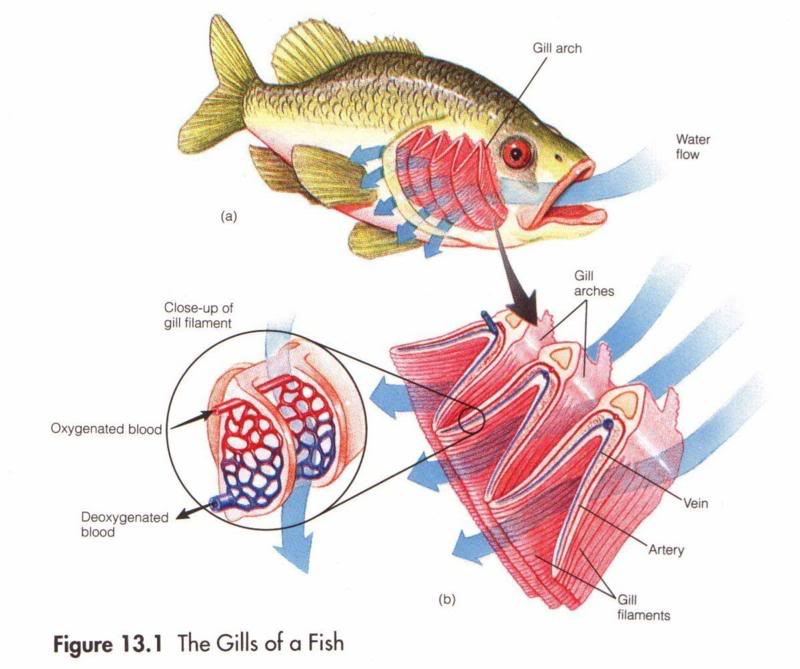 Gill arch
Water
flow
(a)
Gill
arches
Close-up of
gill filament
Oxygenated blood
Deoxygenated
blood
Vein
Artery
Gill
filaments
(b)
Figure 13.1 The Gills of a Fish